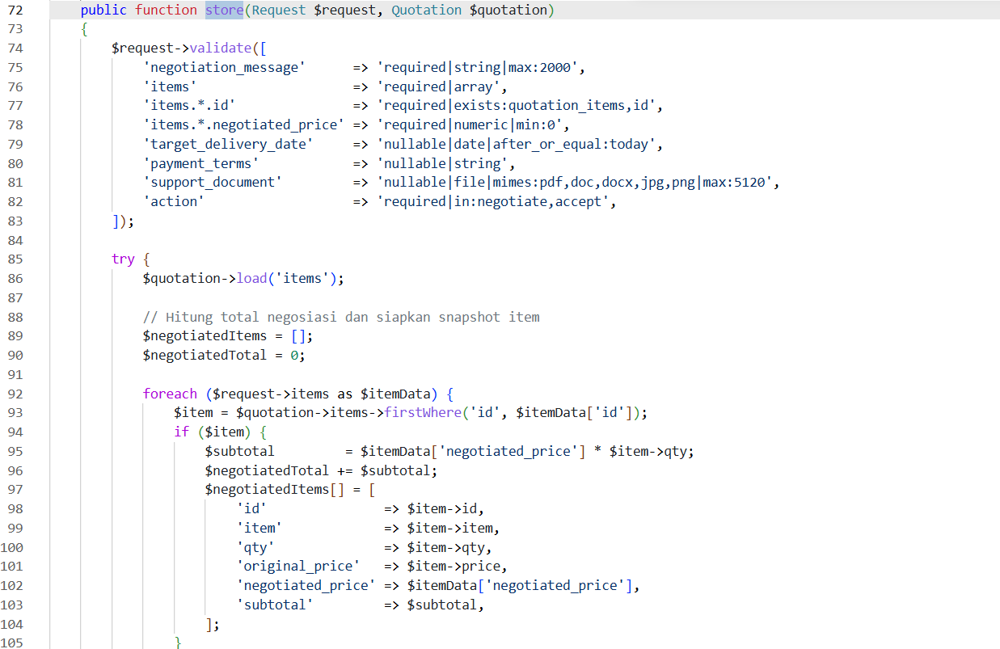 72 public function store(Request $request, Quotation $quotation)
73 {
74 $request->validate([
75 'negotiation_message' => 'required|string|max:2000',
76 'items' => 'required|array',
77 'items.*.id' => 'required|exists:quotation_items,id',
78 'items.*.negotiated_price' => 'required|numeric|min:0',
79 'target_delivery_date' => 'nullable|date|after_or_equal:today',
80 'payment_terms' => 'nullable|string',
81 'support_document' => 'nullable|file|mimes:pdf,doc,docx,jpg,png|max:5120',
82 'action' => 'required|in:negotiate,accept',
83 ]);
84
85 try {
86 $quotation->load('items');
87
88 // Hitung total negosiasi dan siapkan snapshot item
89 $negotiatedItems = [];
90 $negotiatedTotal = 0;
91
92 foreach ($request->items as $itemData) {
93 $item = $quotation->items->firstWhere('id', $itemData['id']);
94 if ($item) {
95 $subtotal = $itemData['negotiated_price'] * $item->qty;
96 $negotiatedTotal += $subtotal;
97 $negotiatedItems[] = [
98 'id' => $item->id,
99 'item' => $item->item,
100 'qty' => $item->qty,
101 'original_price' => $item->price,
102 'negotiated_price' => $itemData['negotiated_price'],
103 'subtotal' => $subtotal,
104 ];
105 }